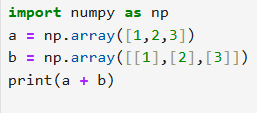 import numpy as np
a = np.array([1,2,3])
b = np.array([[1],[2],[3]])
print(a + b)